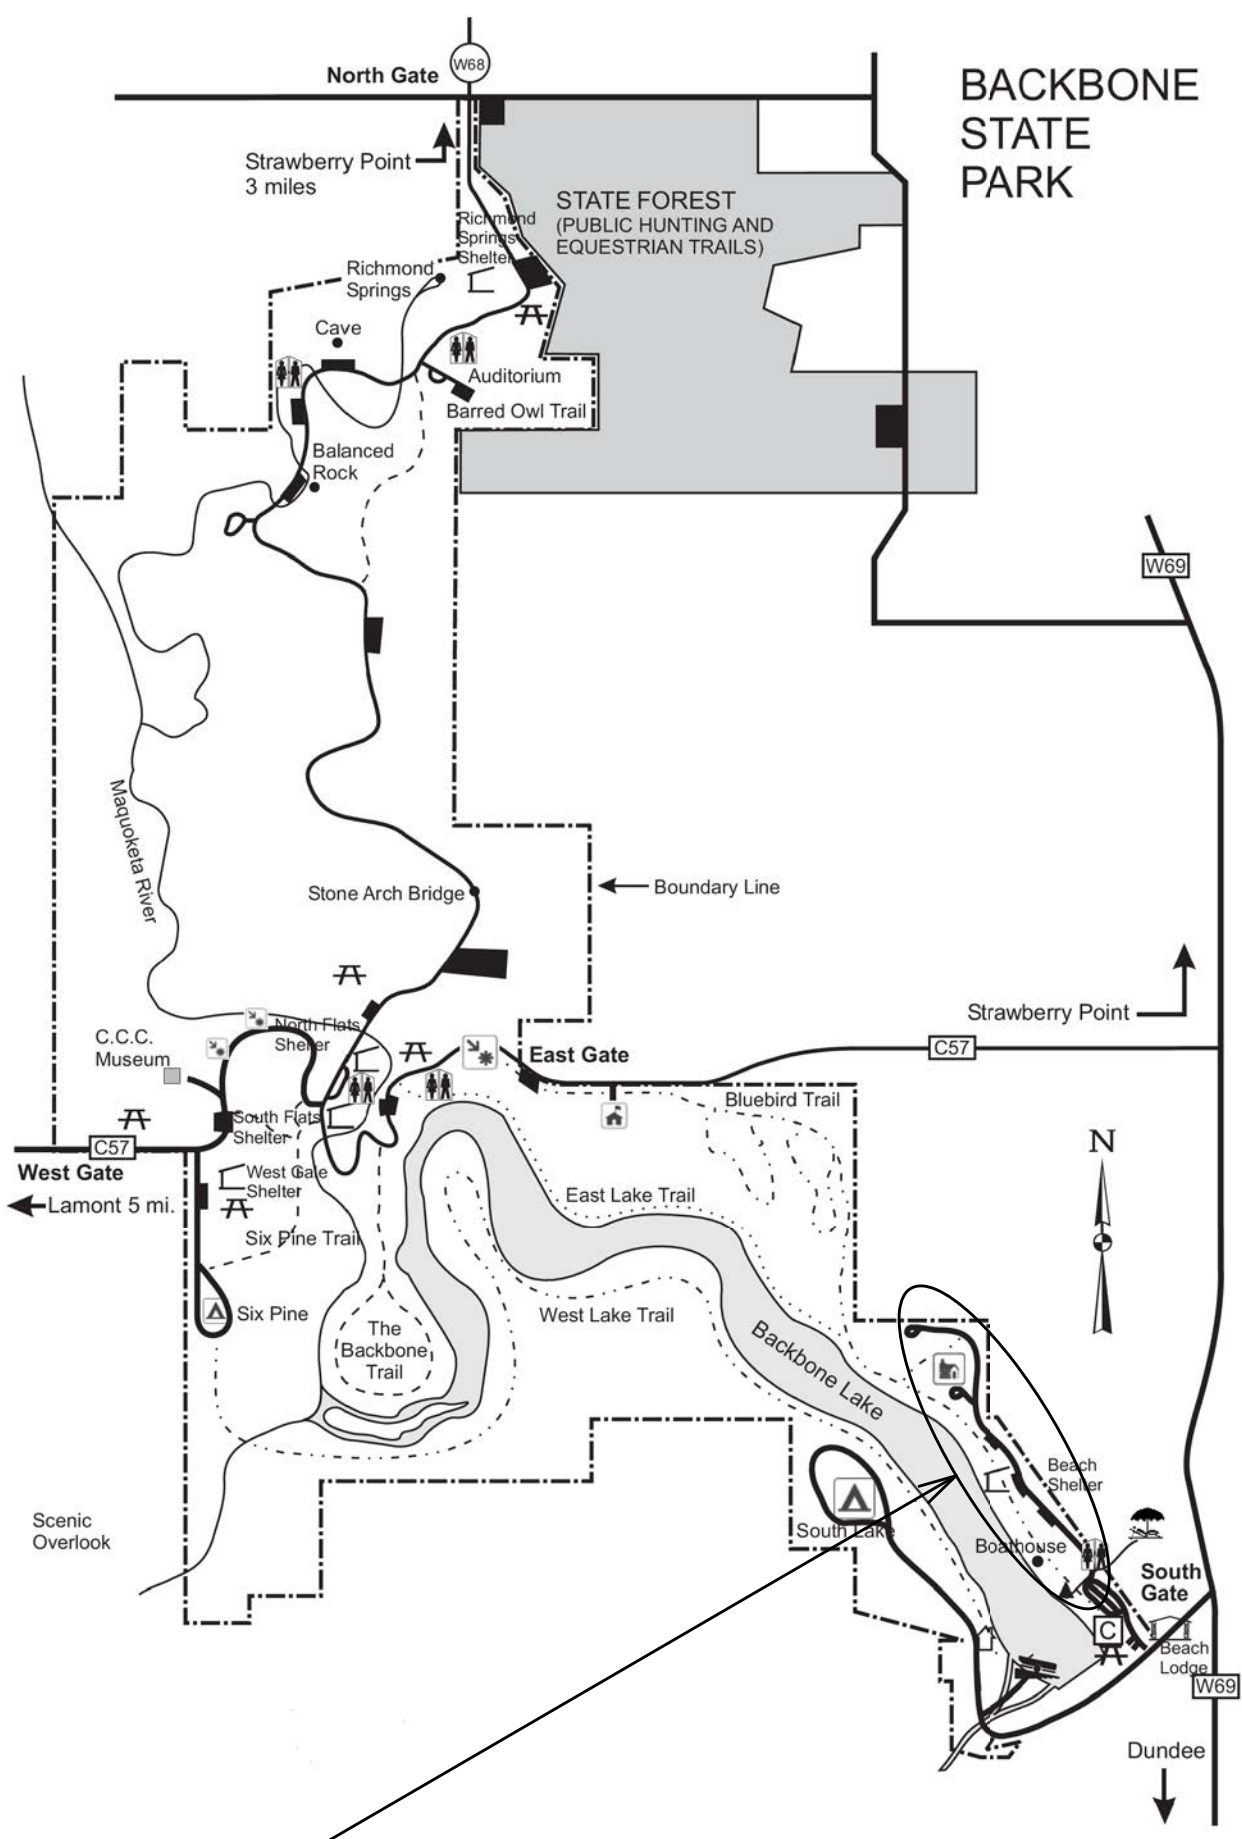 BACKBONE
STATE
PARK
W68
North Gate
Strawberry Point
3 miles
STATE FOREST
(PUBLIC HUNTING AND
EQUESTRIAN TRAILS)
Richmond
Springs
Shelter
Richmond
Springs
Cave
Auditorium
Barred Owl Trail
Balanced
Rock
W69
Maquoketa River
Stone Arch Bridge
Boundary Line
Strawberry Point
North Flats
Shelter
C.C.C.
Museum
East Gate
C57
Bluebird Trail
South Flats
Shelter
C57
West Gate
Lamont 5 mi.
West Gate
Shelter
N
East Lake Trail
Six Pine Trail
Six Pine
West Lake Trail
The
Backbone
Trail
Backbone Lake
Beach
Shelter
Scenic
Overlook
South Lake
Boathouse
South
Gate
C
Beach
Lodge
W69
Dundee